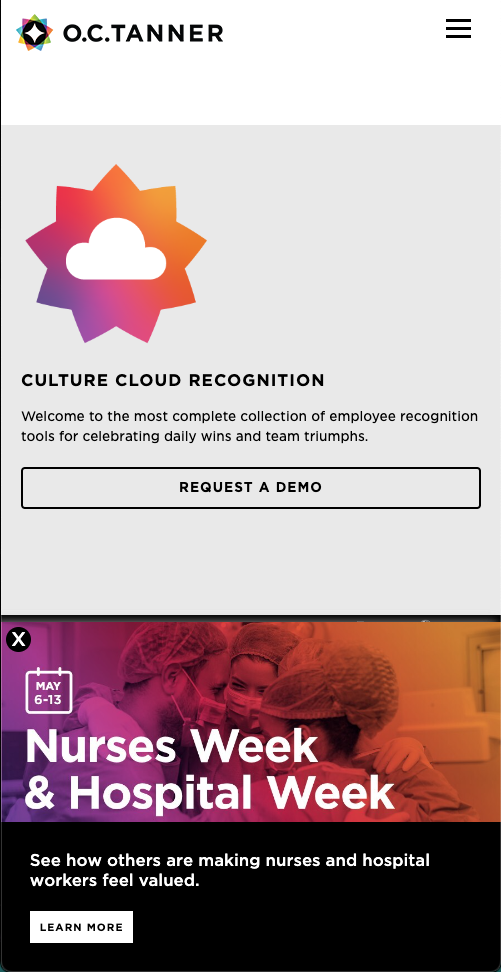 O.C.TANNER
CULTURE CLOUD RECOGNITION
Welcome to the most complete collection of employee recognition
tools for celebrating daily wins and team triumphs.
REQUEST A DEMO
X
MAY
6-13
Nurses Week
& Hospital Week
See how others are making nurses and hospital
workers feel valued.
LEARN MORE